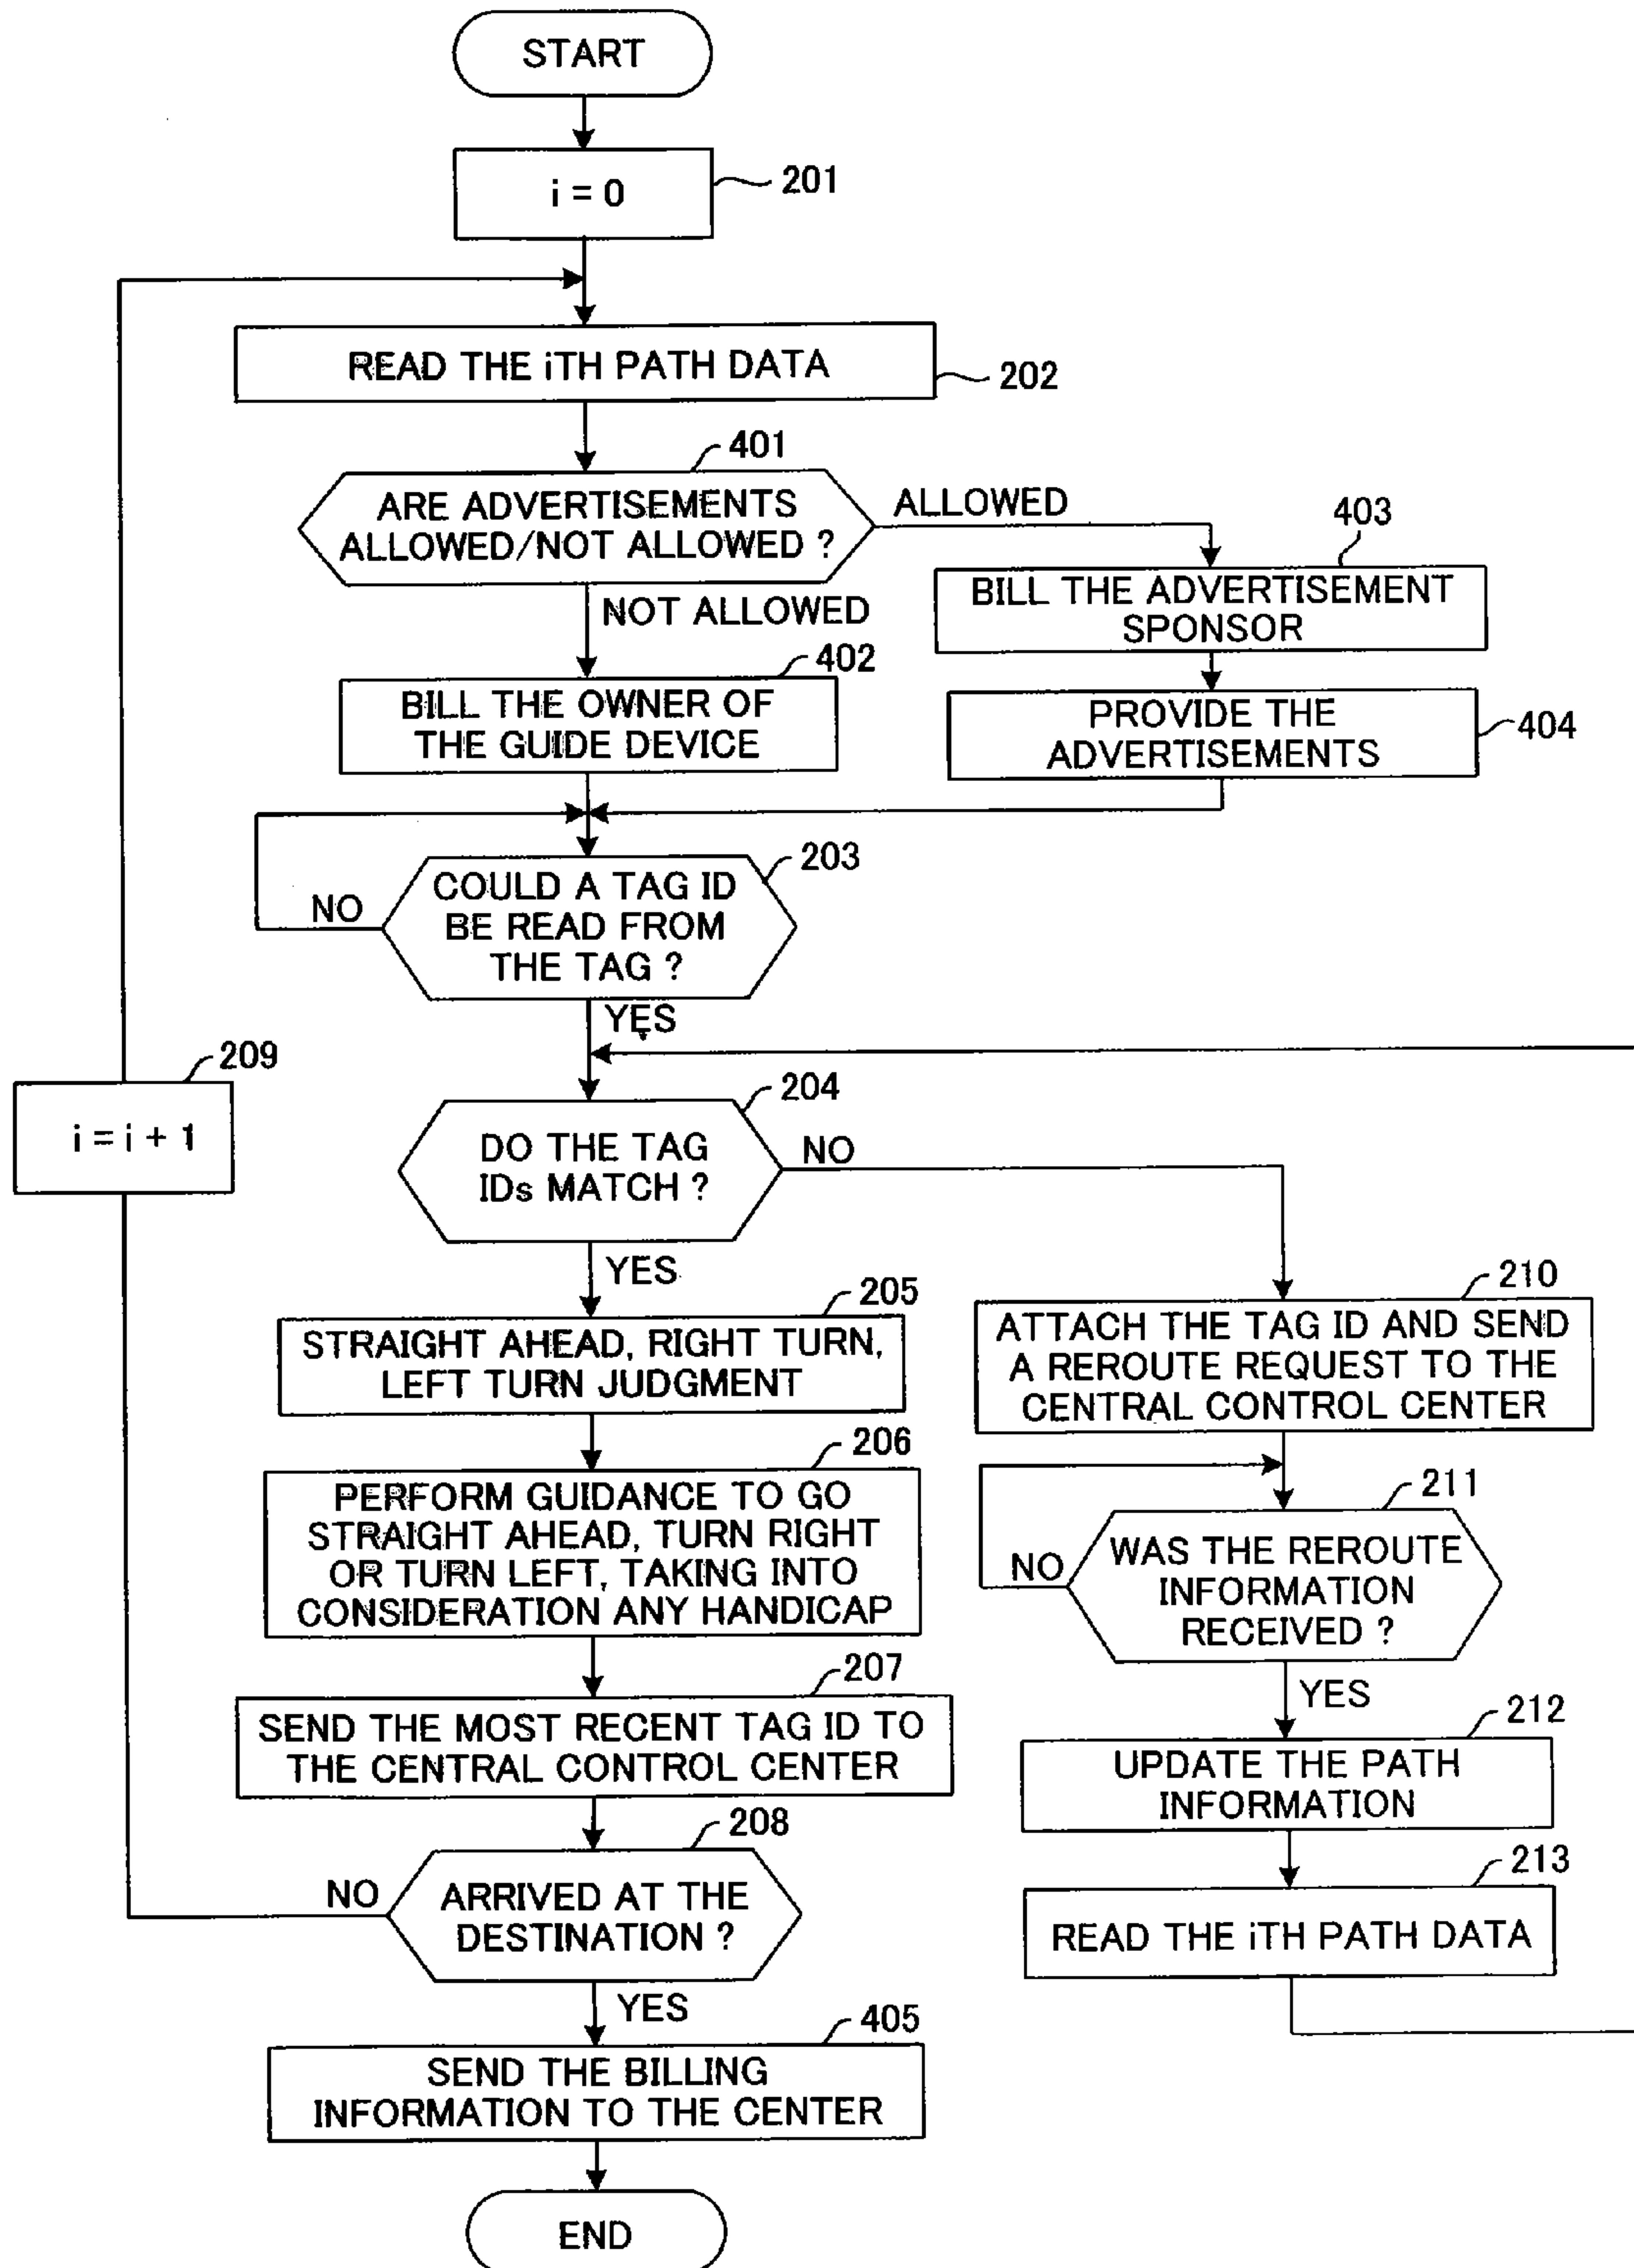 START
i = 0
201
READ THE iTH PATH DATA
202
401
ARE ADVERTISEMENTS
ALLOWED/NOT ALLOWED ?
ALLOWED
NOT ALLOWED
403
BILL THE ADVERTISEMENT
SPONSOR
402
BILL THE OWNER OF
THE GUIDE DEVICE
PROVIDE THE
ADVERTISEMENTS
404
203
COULD A TAG ID
BE READ FROM
THE TAG ?
NO
YES
209
i = i + 1
204
DO THE TAG
IDs MATCH ?
NO
YES
205
STRAIGHT AHEAD, RIGHT TURN,
LEFT TURN JUDGMENT
210
ATTACH THE TAG ID AND SEND
A REROUTE REQUEST TO THE
CENTRAL CONTROL CENTER
206
PERFORM GUIDANCE TO GO
STRAIGHT AHEAD, TURN RIGHT
OR TURN LEFT, TAKING INTO
CONSIDERATION ANY HANDICAP
211
WAS THE REROUTE
INFORMATION
RECEIVED ?
NO
YES
207
SEND THE MOST RECENT TAG ID TO
THE CENTRAL CONTROL CENTER
212
UPDATE THE PATH
INFORMATION
208
ARRIVED AT THE
DESTINATION ?
NO
YES
213
READ THE iTH PATH DATA
405
SEND THE BILLING
INFORMATION TO THE CENTER
END